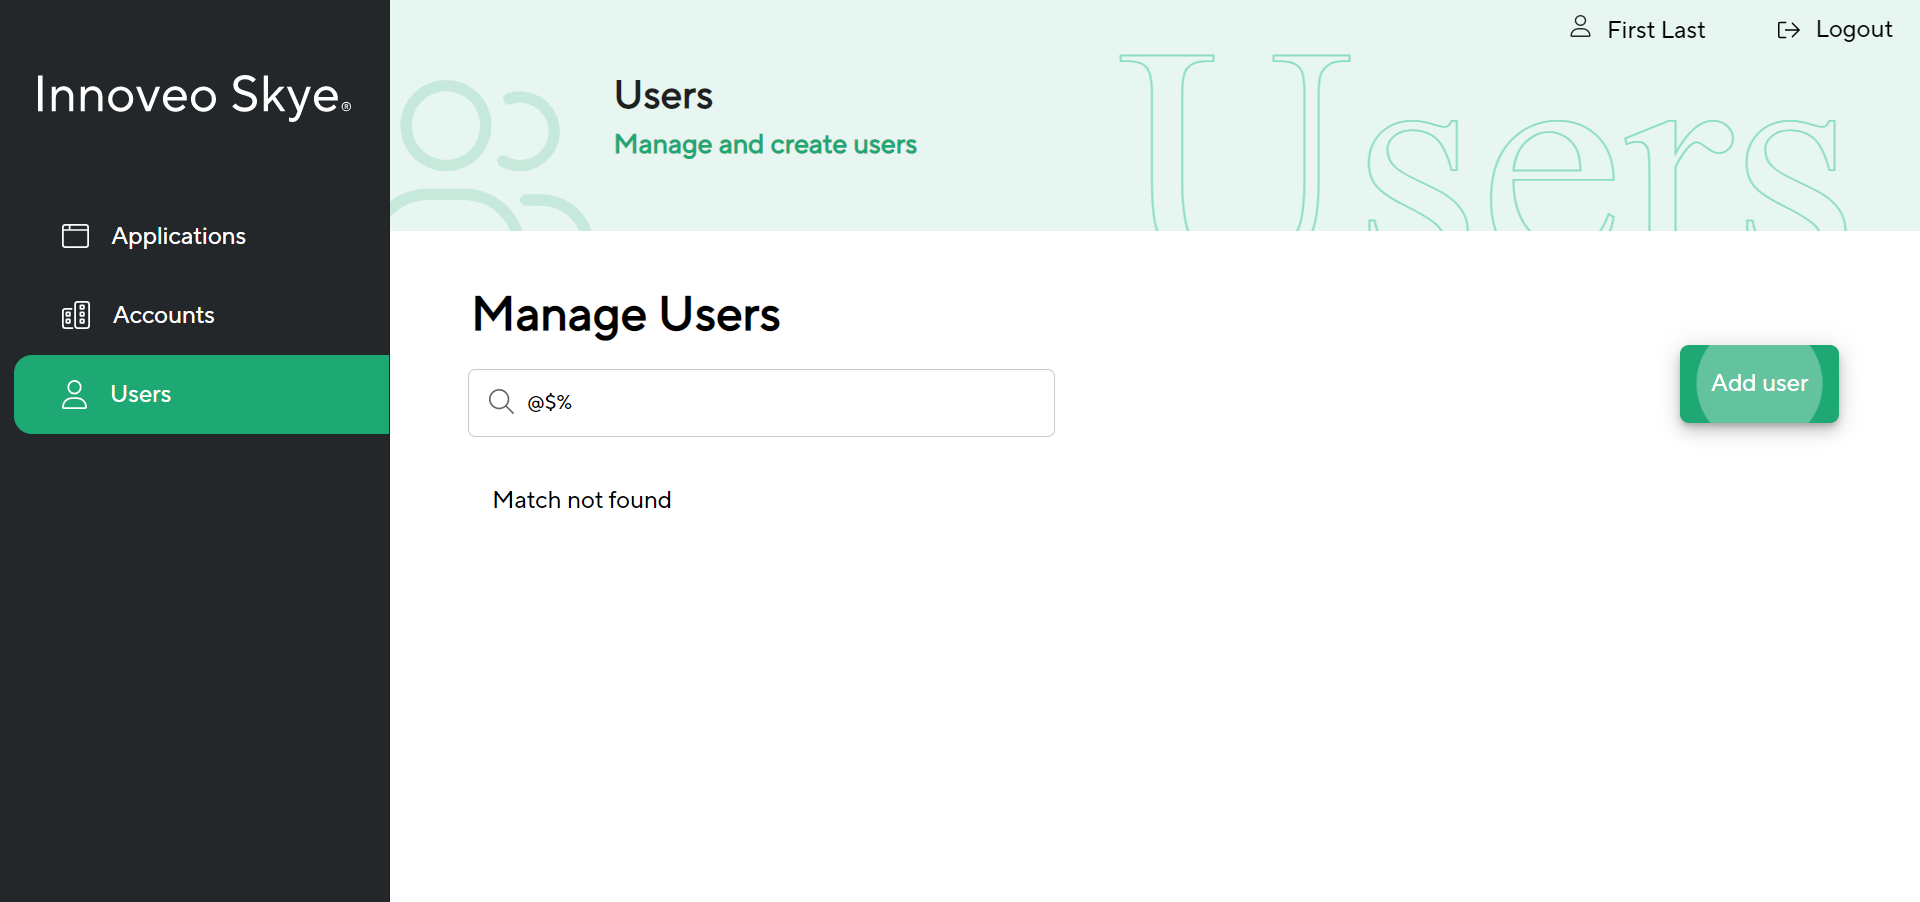 Innoveo Skye®
Applications
Accounts
Users
First Last
Logout
Users
Manage and create users
Users
Manage Users
@$%
Add user
Match not found